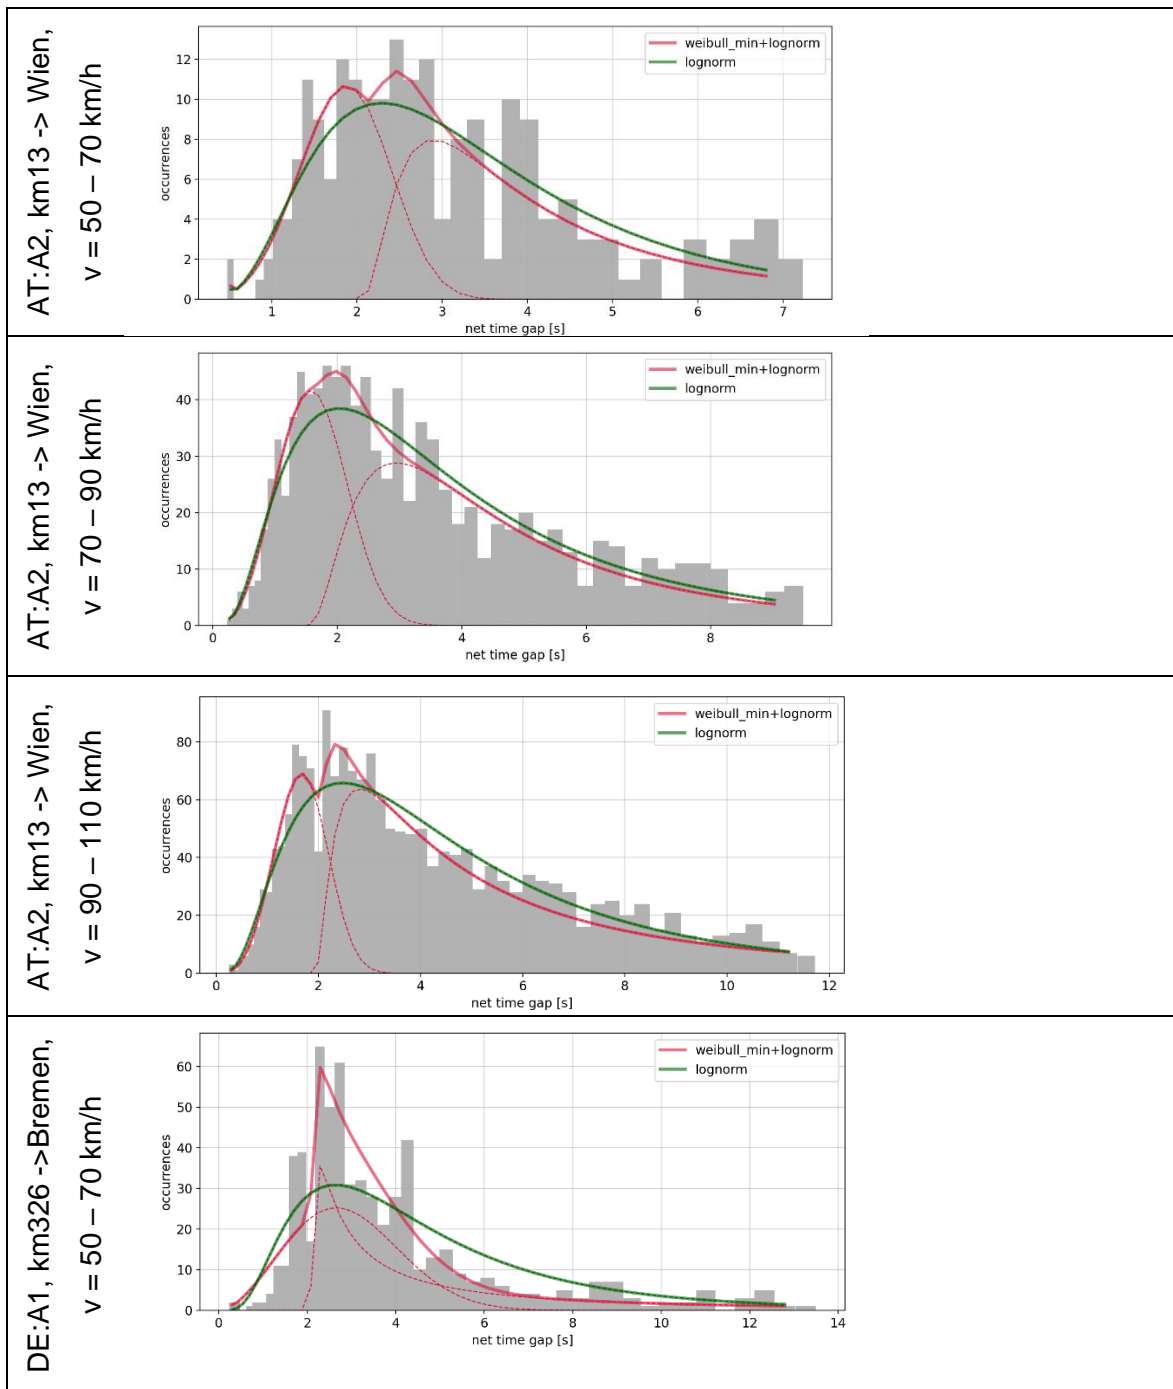 AT:A2, km13 -> Wien,
v = 50 – 70 km/h
occurrences
12
10
8
6
4
2
0
weibull_min+lognorm
lognorm
1 2 3 4 5 6 7
net time gap [s]
AT:A2, km13 -> Wien,
v = 70 – 90 km/h
occurrences
40
30
20
10
0
weibull_min+lognorm
lognorm
0 2 4 6 8
net time gap [s]
AT:A2, km13 -> Wien,
v = 90 – 110 km/h
occurrences
80
60
40
20
0
weibull_min+lognorm
lognorm
0 2 4 6 8 10 12
net time gap [s]
DE:A1, km326 ->Bremen,
v = 50 – 70 km/h
occurrences
60
50
40
30
20
10
0
weibull_min+lognorm
lognorm
0 2 4 6 8 10 12 14
net time gap [s]